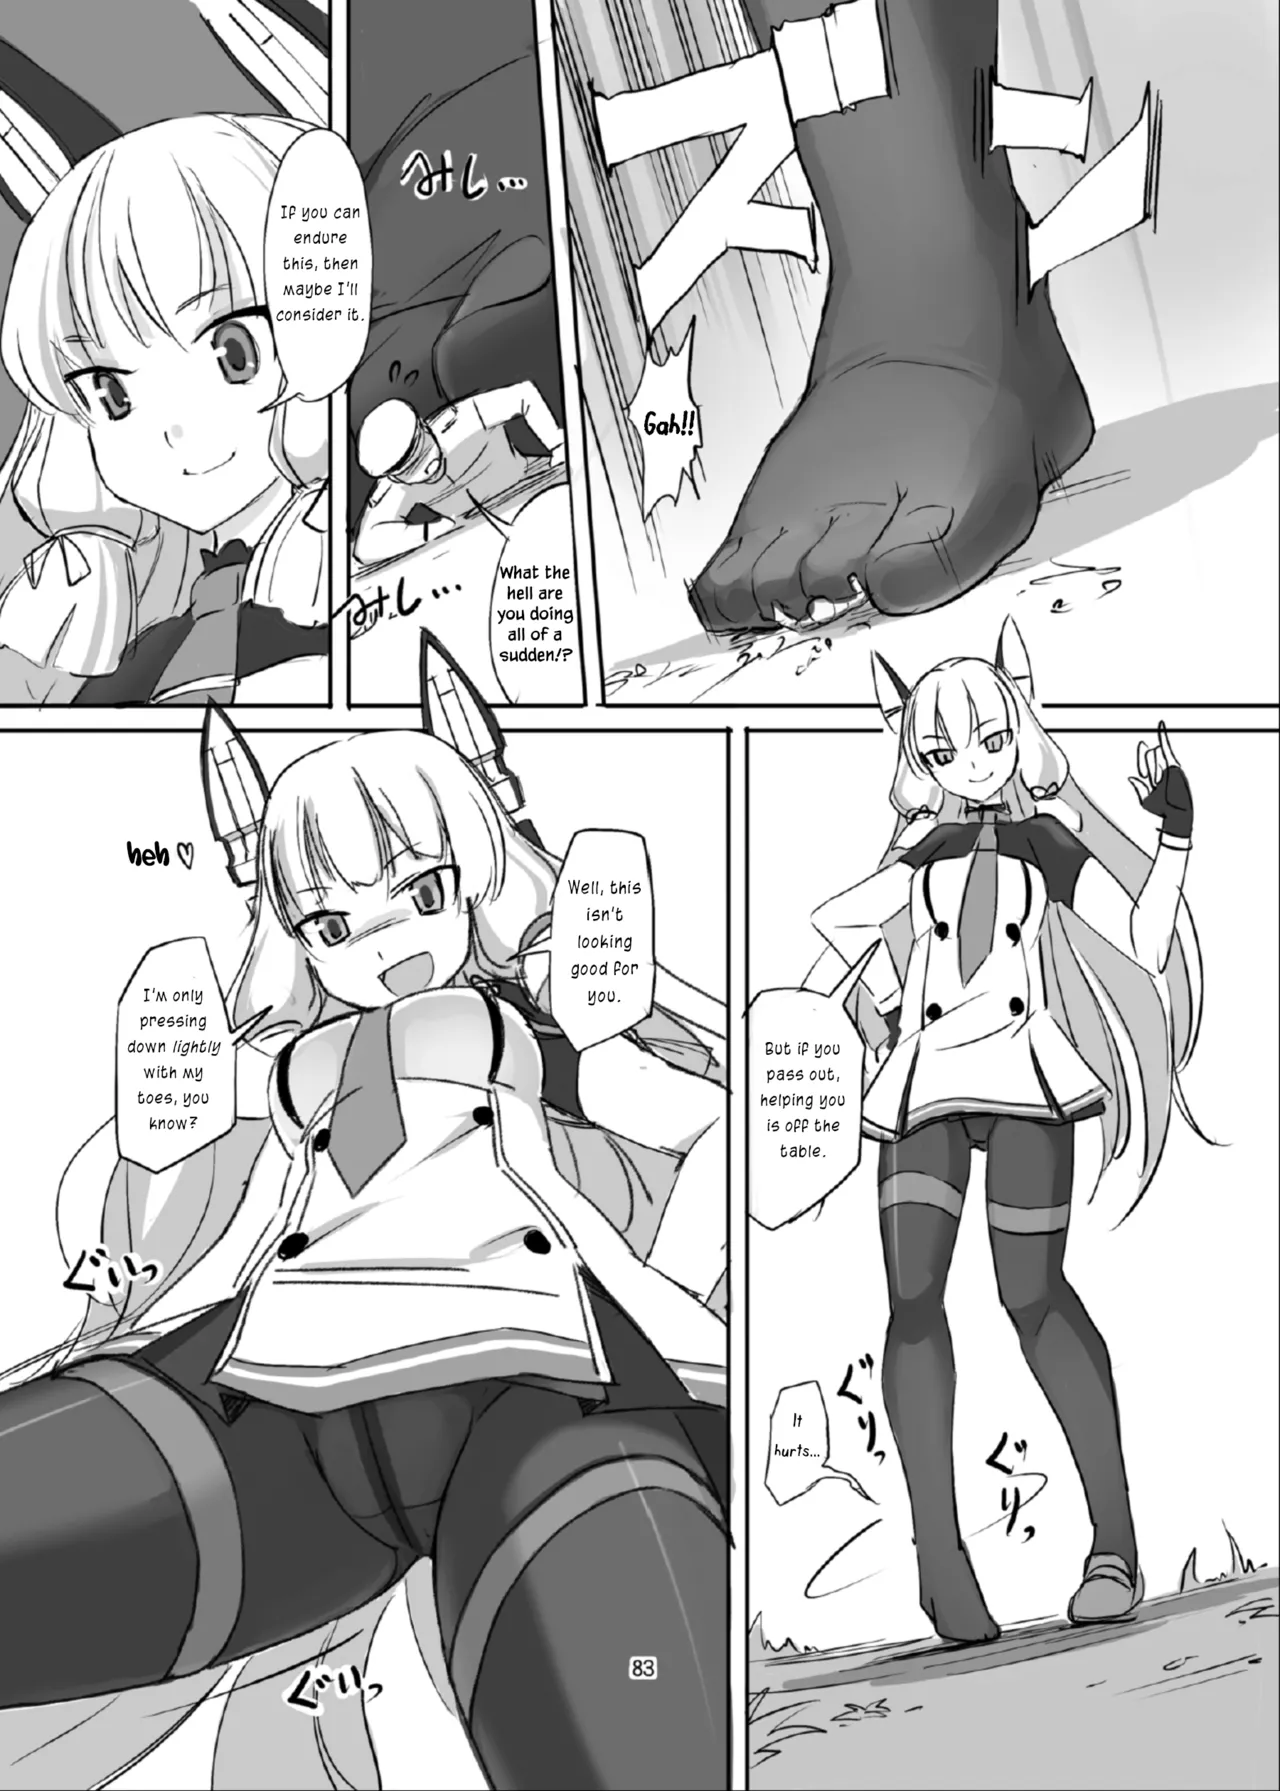 ズン
Gah!!
みし…
What the
hell are
you doing
all of a
sudden!?
みし…
If you can
endure
this, then
maybe I'll
consider it.
But if you
pass out,
helping you
is off the
table.
It
hurts...
ぐりっ
ぐりっ
Well, this
isn't
looking
good for
you.
heh ♡
I'm only
pressing
down lightly
with my
toes, you
know?
ぐいっ
ぐいっ
83